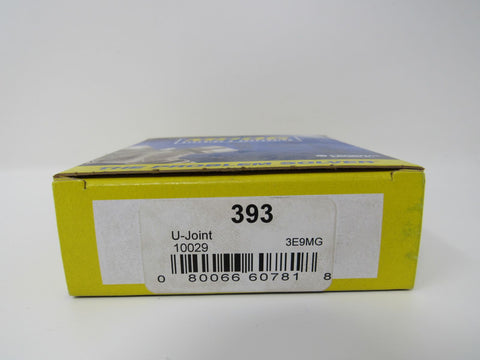 THE PROBLEM SOLVER
393
U-Joint
10029
3E9MG
0 80066 60781 8